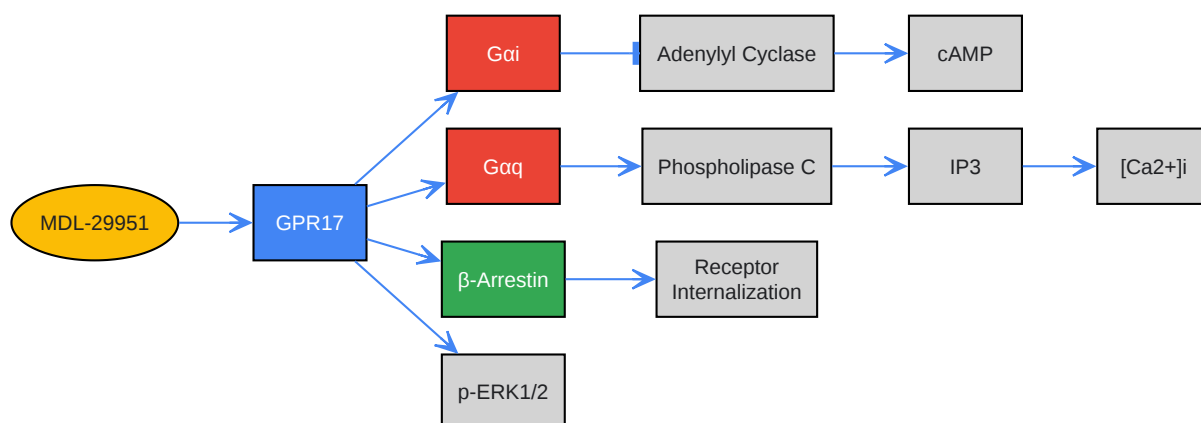 Gαi
Adenylyl Cyclase
cAMP
Gαq
Phospholipase C
IP3
[Ca2+]i
MDL-29951
GPR17
β-Arrestin
Receptor
Internalization
p-ERK1/2